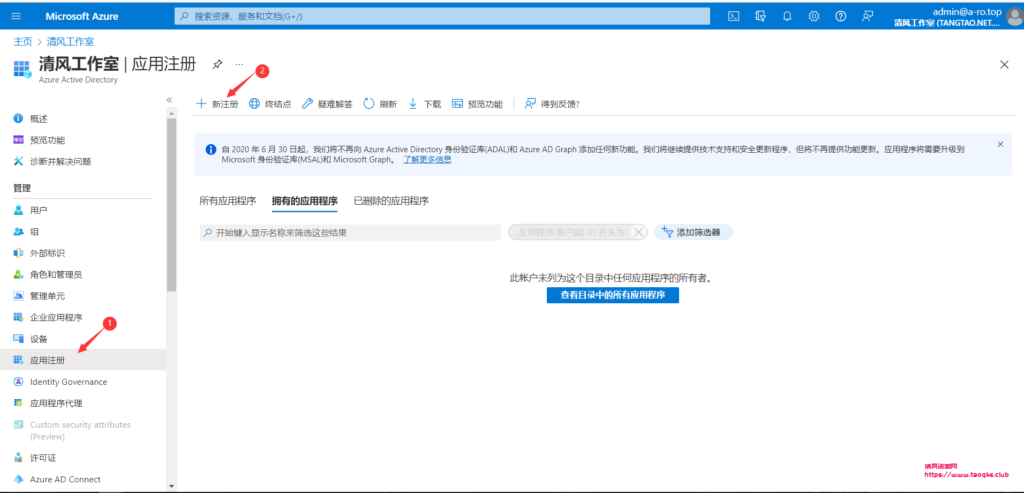 Microsoft Azure
搜索资源、服务和文档(G+/)
admin@a-ro.top
清风工作室 (TANGTAO.NET....
主页 > 清风工作室
清风工作室 | 应用注册
Azure Active Directory
2
新注册
终结点
疑难解答
刷新
下载
预览功能
得到反馈?
自 2020 年 6 月 30 日起，我们将不再向 Azure Active Directory 身份验证库(ADAL)和 Azure AD Graph 添加任何新功能。我们将继续提供技术支持和安全更新程序，但将不再提供功能更新。应用程序将需要升级到
Microsoft 身份验证库(MSAL)和 Microsoft Graph。 了解更多信息
概述
预览功能
诊断并解决问题
管理
用户
组
外部标识
角色和管理员
管理单元
企业应用程序
1
设备
应用注册
Identity Governance
应用程序代理
Custom security attributes
(Preview)
许可证
Azure AD Connect
所有应用程序
拥有的应用程序
已删除的应用程序
开始键入显示名称来筛选这些结果
应用程序(客户端) ID 开头为
添加筛选器
此帐户未列为这个目录中任何应用程序的所有者。
查看目录中的所有应用程序
清风资源网
https://www.taoqke.club